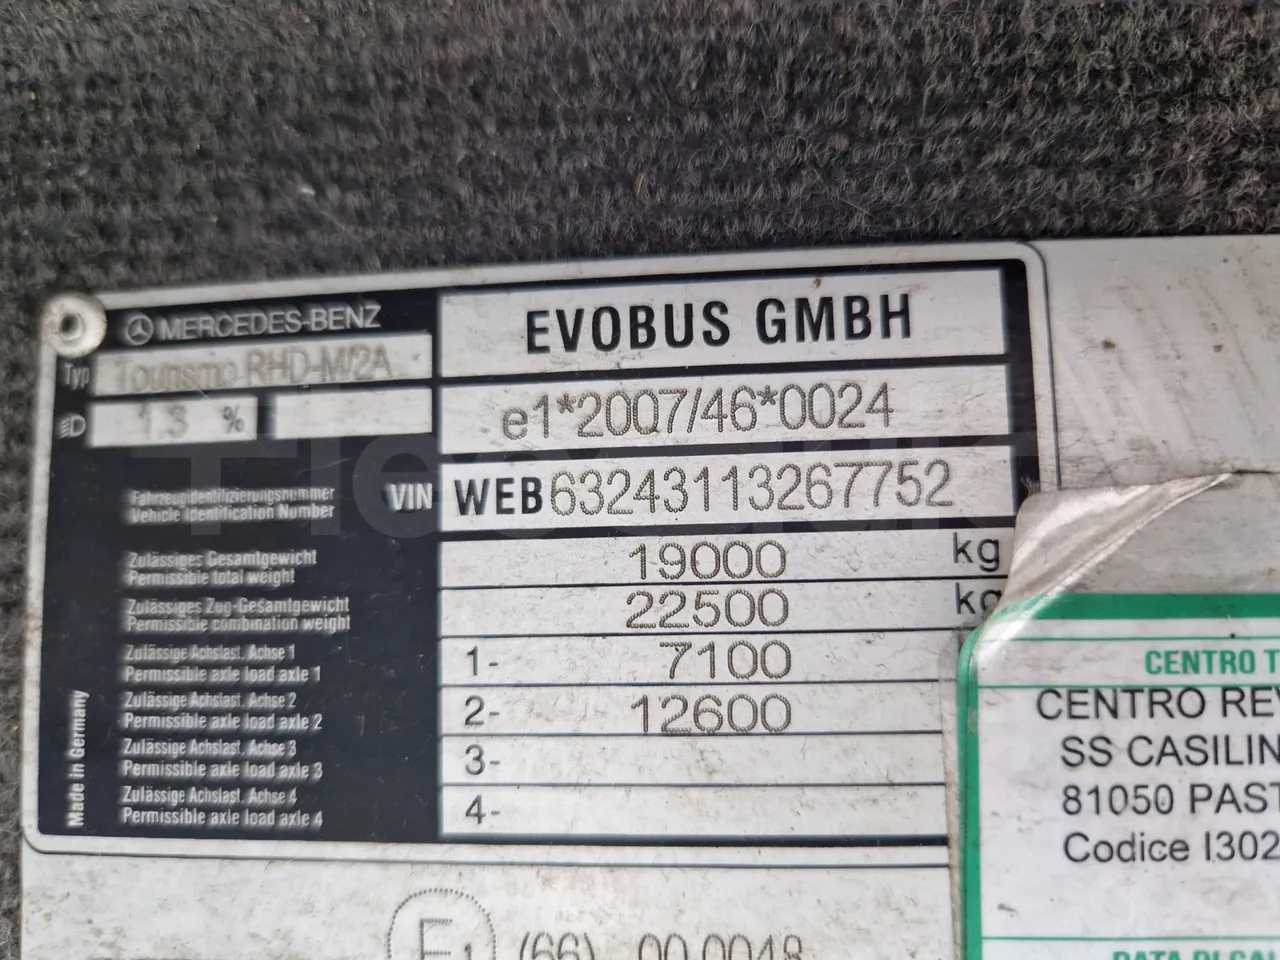 MERCEDES-BENZ
EVOBUS GMBH
Typ Tourismo RHD-M/2A
1.3 %
e1*2007/46*0024
Fahrzeugidentifizierungsnummer
Vehicle Identification Number
VIN WEB63243113267752
Zulässiges Gesamtgewicht
Permissible total weight
19000 kg
Zulässiges Zug-Gesamtgewicht
Permissible combination weight
22500 kg
Zulässige Achslast. Achse 1
Permissible axle load axle 1
1- 7100
Zulässige Achslast. Achse 2
Permissible axle load axle 2
2- 12600
Zulässige Achslast. Achse 3
Permissible axle load axle 3
3-
Zulässige Achslast. Achse 4
Permissible axle load axle 4
4-
Made in Germany
E1 (66) 00.0048
CENTRO T
CENTRO REV
SS CASILIN
81050 PAST
Codice I302